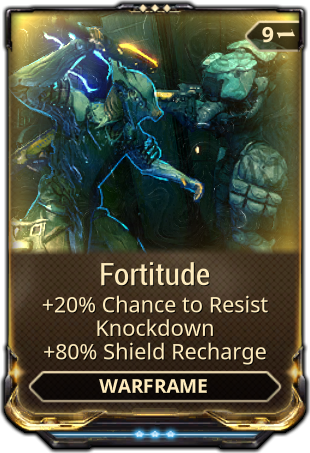 9
Fortitude
+20% Chance to Resist
Knockdown
+80% Shield Recharge
WARFRAME